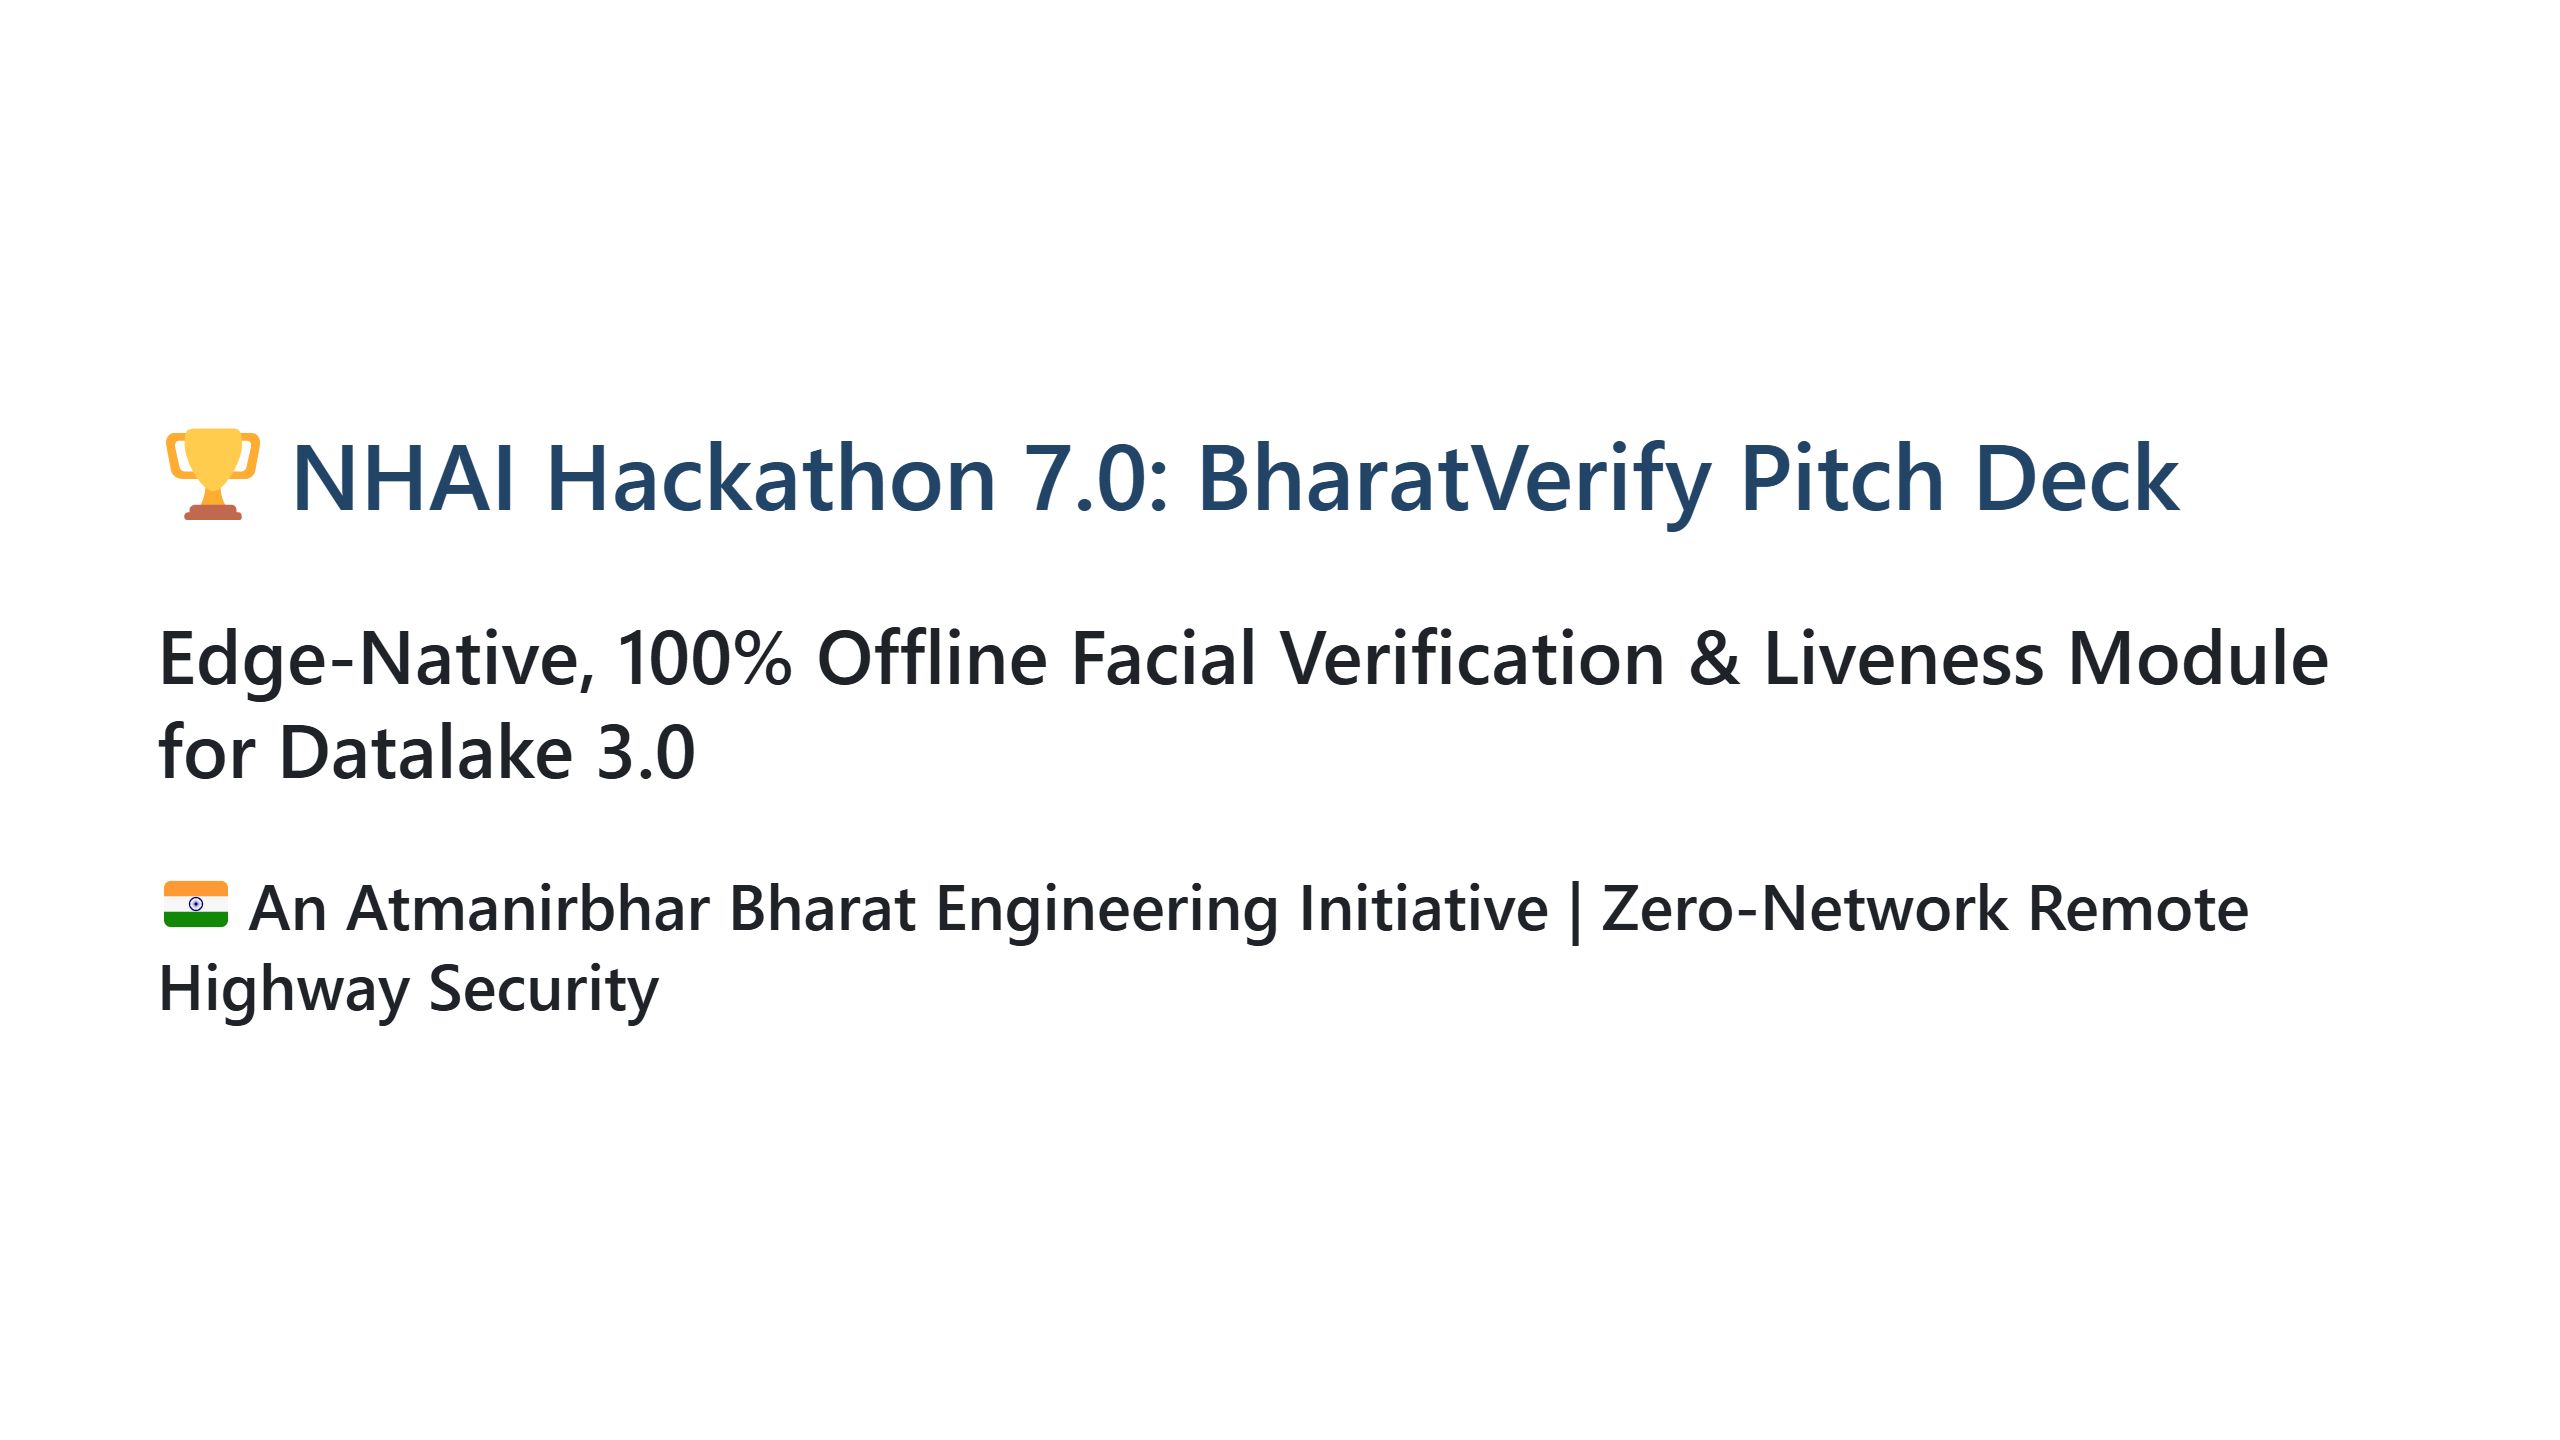 🏆 NHAI Hackathon 7.0: BharatVerify Pitch Deck
Edge-Native, 100% Offline Facial Verification & Liveness Module
for Datalake 3.0
🇮🇳 An Atmanirbhar Bharat Engineering Initiative | Zero-Network Remote
Highway Security